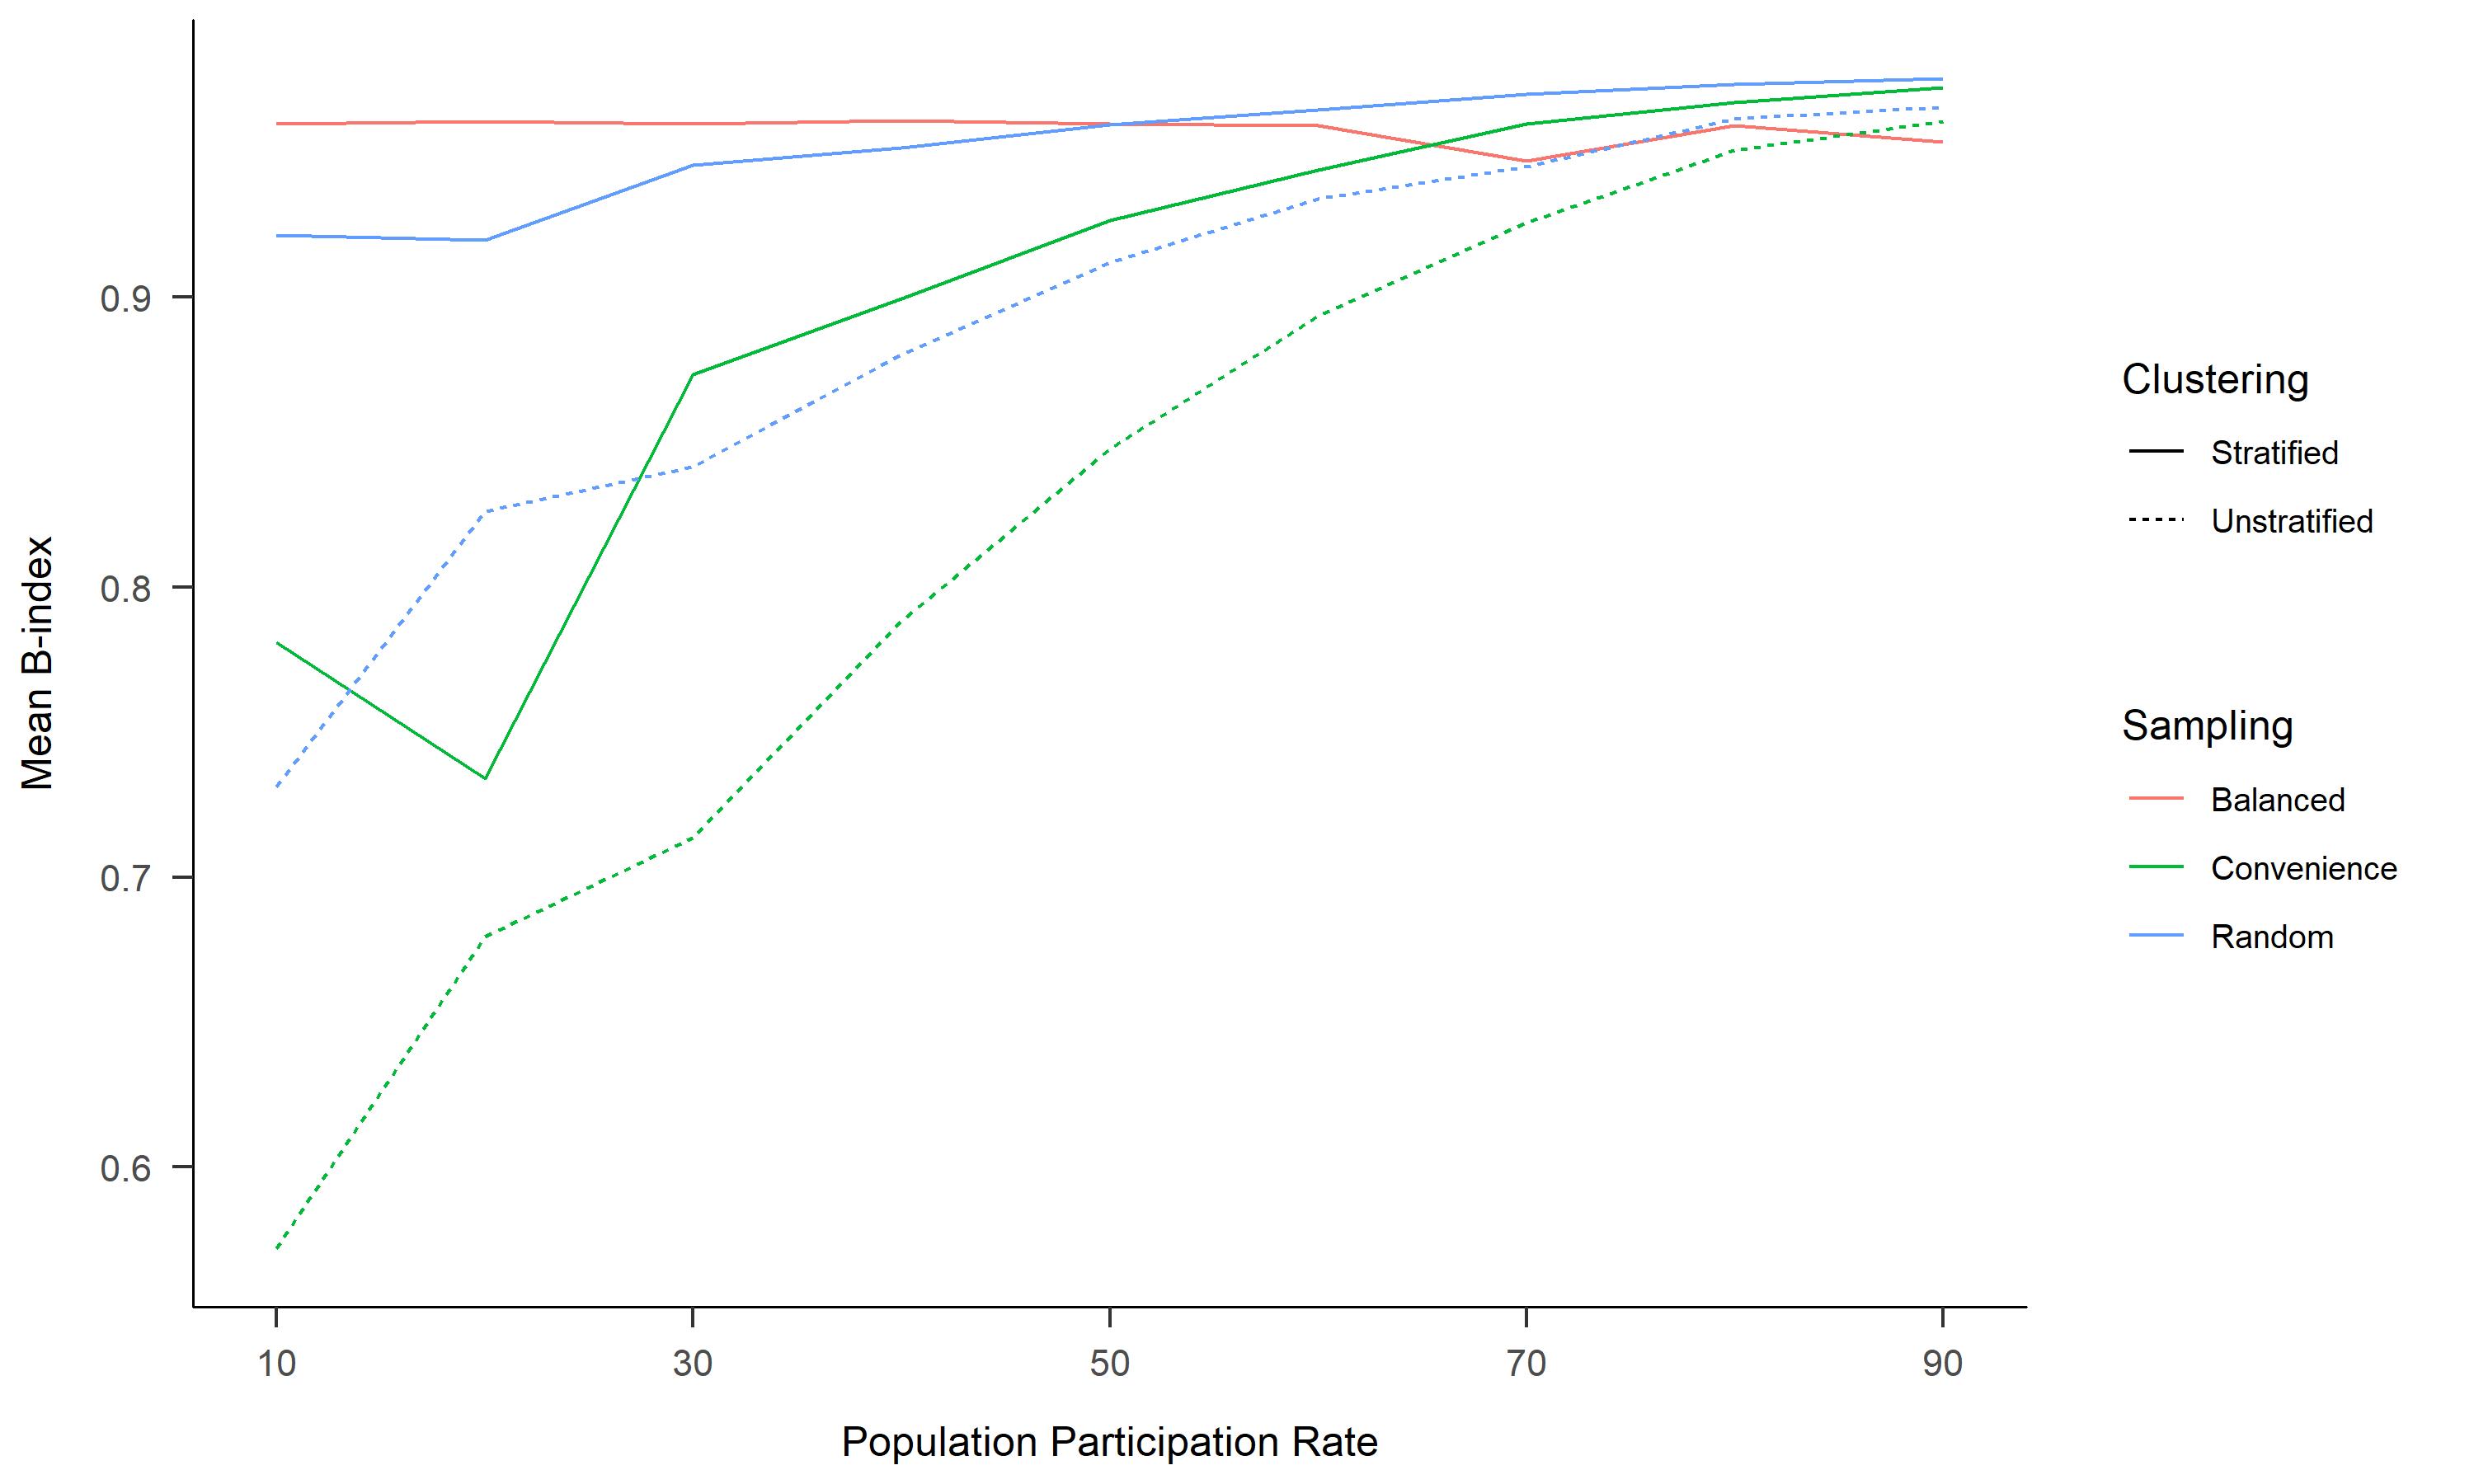 Mean B-index
0.9
0.8
0.7
0.6
10 30 50 70 90
Population Participation Rate
Clustering
Stratified
Unstratified
Sampling
Balanced
Convenience
Random